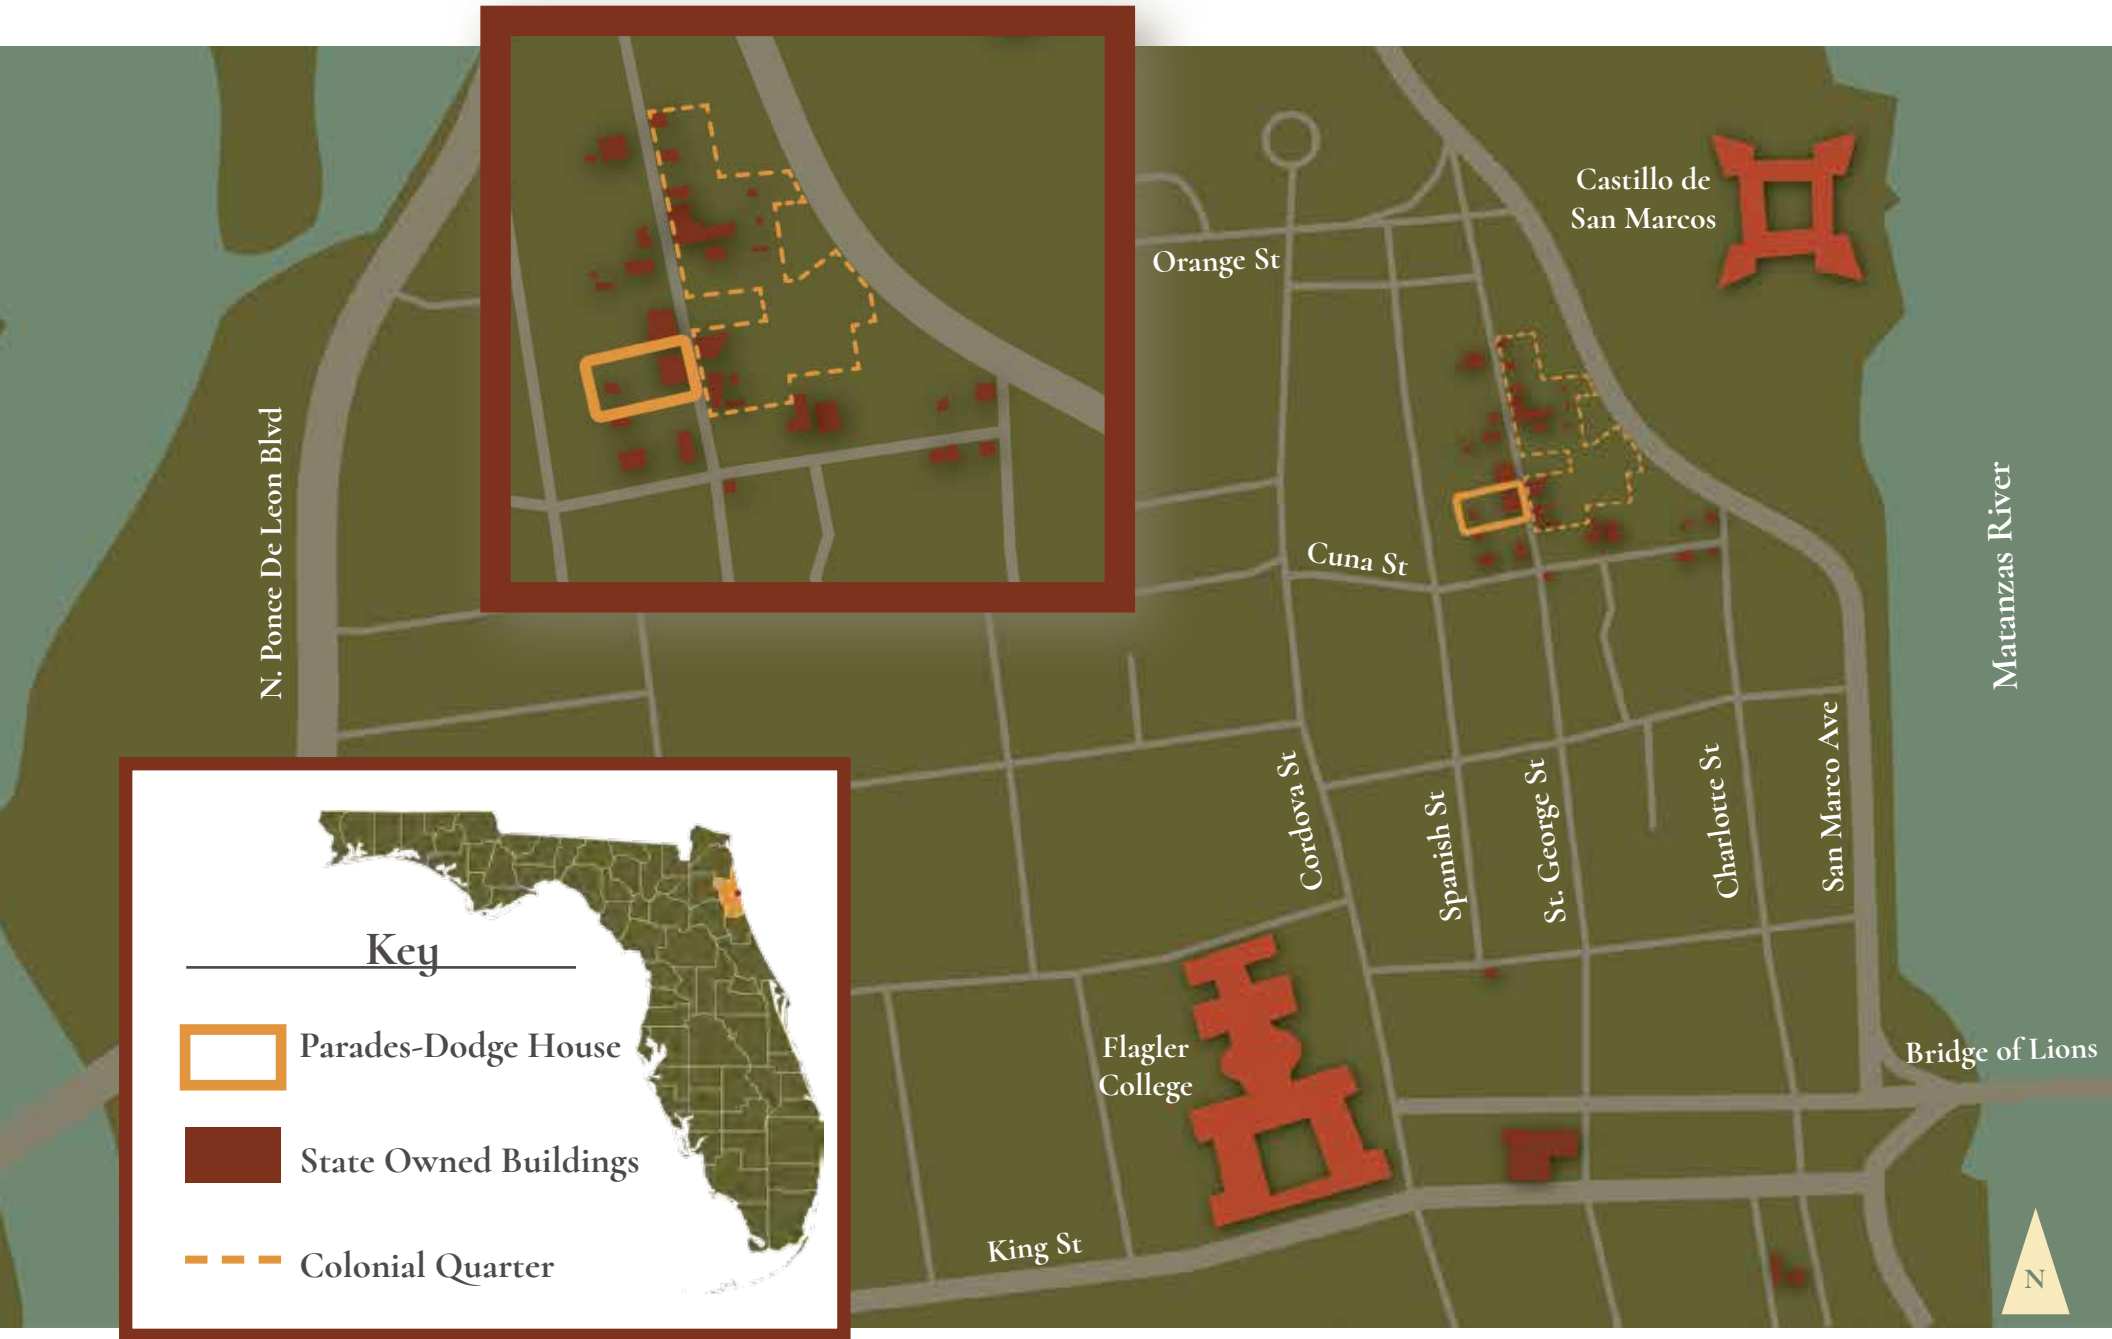 Castillo de
San Marcos
Orange St
N. Ponce De Leon Blvd
Cuna St
Matanzas River
Cordova St
Spanish St
St. George St
Charlotte St
San Marco Ave
Key
Parades-Dodge House
State Owned Buildings
Colonial Quarter
Flagler
College
Bridge of Lions
King St
N